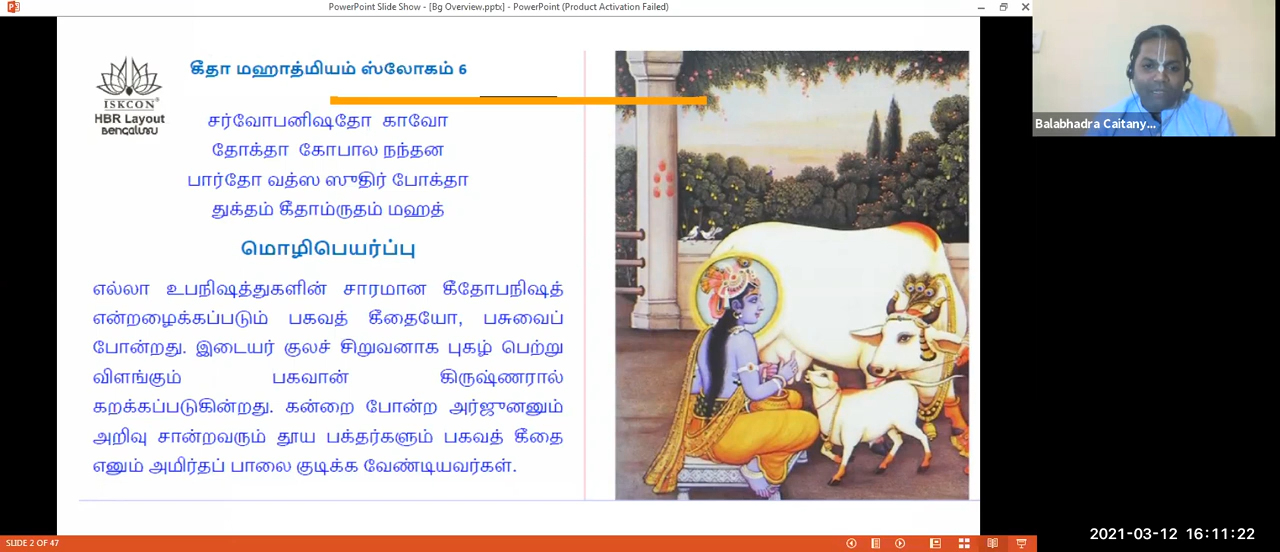 PowerPoint Slide Show - [Bg Overview.pptx] - PowerPoint (Product Activation Failed)
கீதா மஹாத்மியம் ஸ்லோகம் 6
ISKCON
HBR Layout
ಬೆಂಗಳೂರು
சர்வோபனிஷதோ காவோ
தோக்தா கோபால நந்தன
பார்தோ வத்ஸ ஸுதிர் போக்தா
துக்தம் கீதாம்ருதம் மஹத்
மொழிபெயர்ப்பு
எல்லா உபநிஷத்துகளின் சாரமான கீதோபநிஷத்
என்றழைக்கப்படும் பகவத் கீதையோ, பசுவைப்
போன்றது. இடையர் குலச் சிறுவனாக புகழ் பெற்று
விளங்கும் பகவான் கிருஷ்ணரால்
கறக்கப்படுகின்றது. கன்றை போன்ற அர்ஜுனனும்
அறிவு சான்றவரும் தூய பக்தர்களும் பகவத் கீதை
எனும் அமிர்தப் பாலை குடிக்க வேண்டியவர்கள்.
Balabhadra Caitany...
SLIDE 2 OF 47
2021-03-12 16:11:22